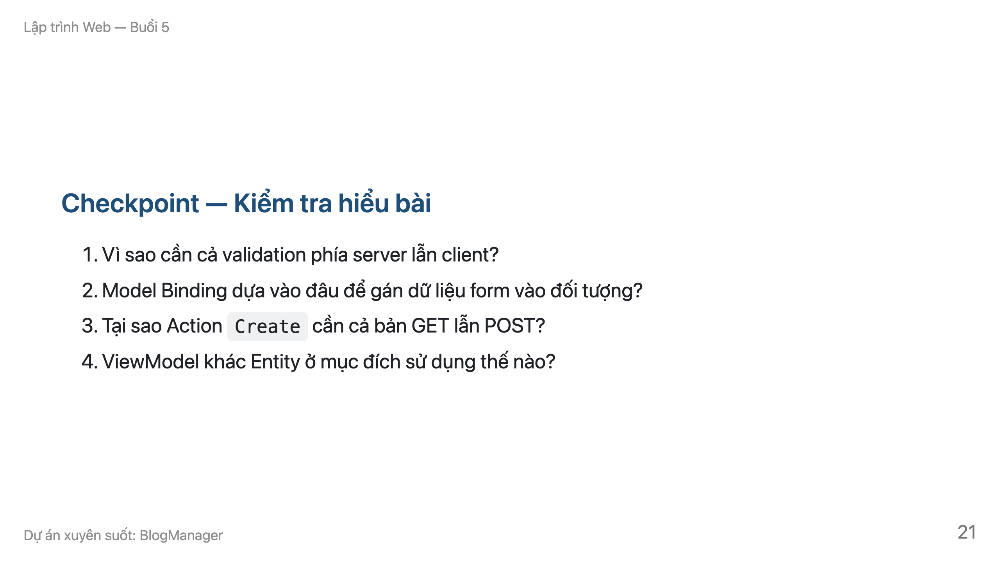 Lập trình Web — Buổi 5
Checkpoint — Kiểm tra hiểu bài
1. Vì sao cần cả validation phía server lẫn client?
2. Model Binding dựa vào đâu để gán dữ liệu form vào đối tượng?
3. Tại sao Action Create cần cả bản GET lẫn POST?
4. ViewModel khác Entity ở mục đích sử dụng thế nào?
Dự án xuyên suốt: BlogManager
21